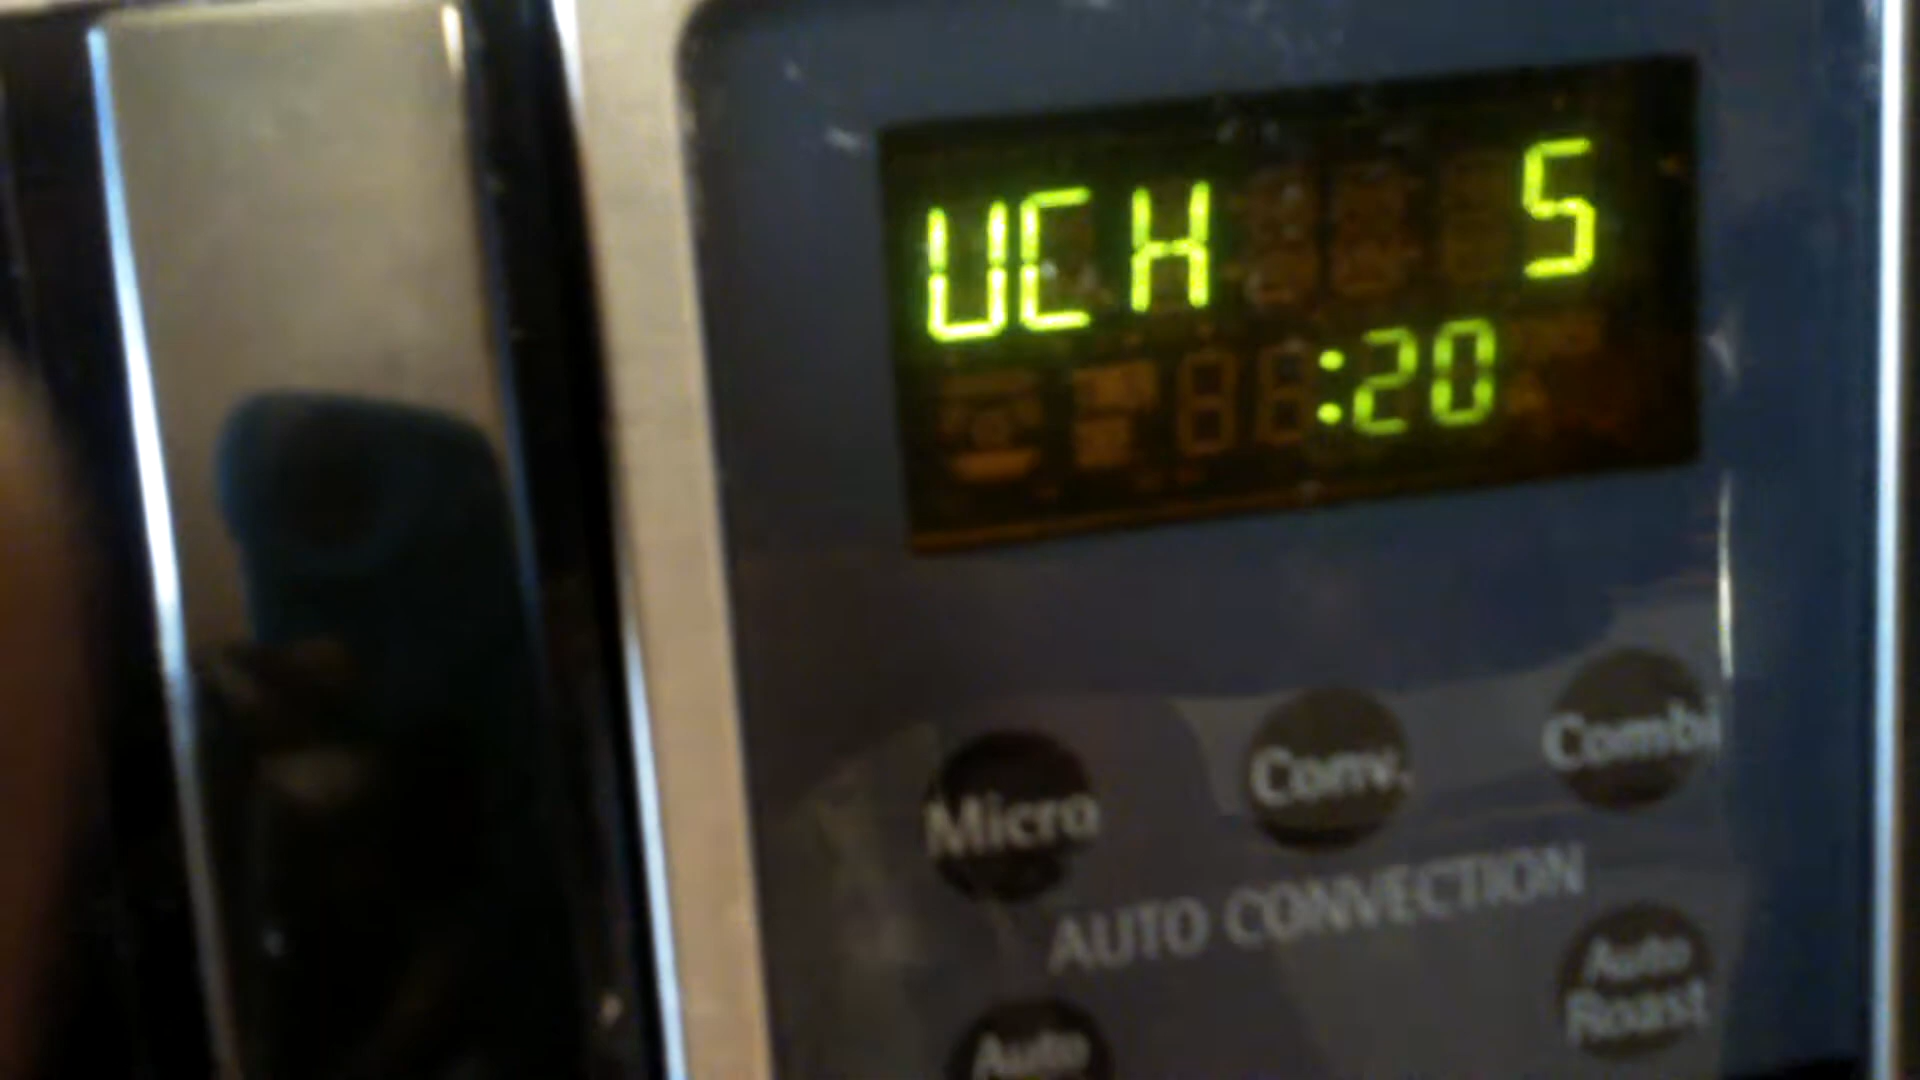 UCH 5
:20
Micro Conv. Combi
AUTO CONVECTION
Auto Auto Roast